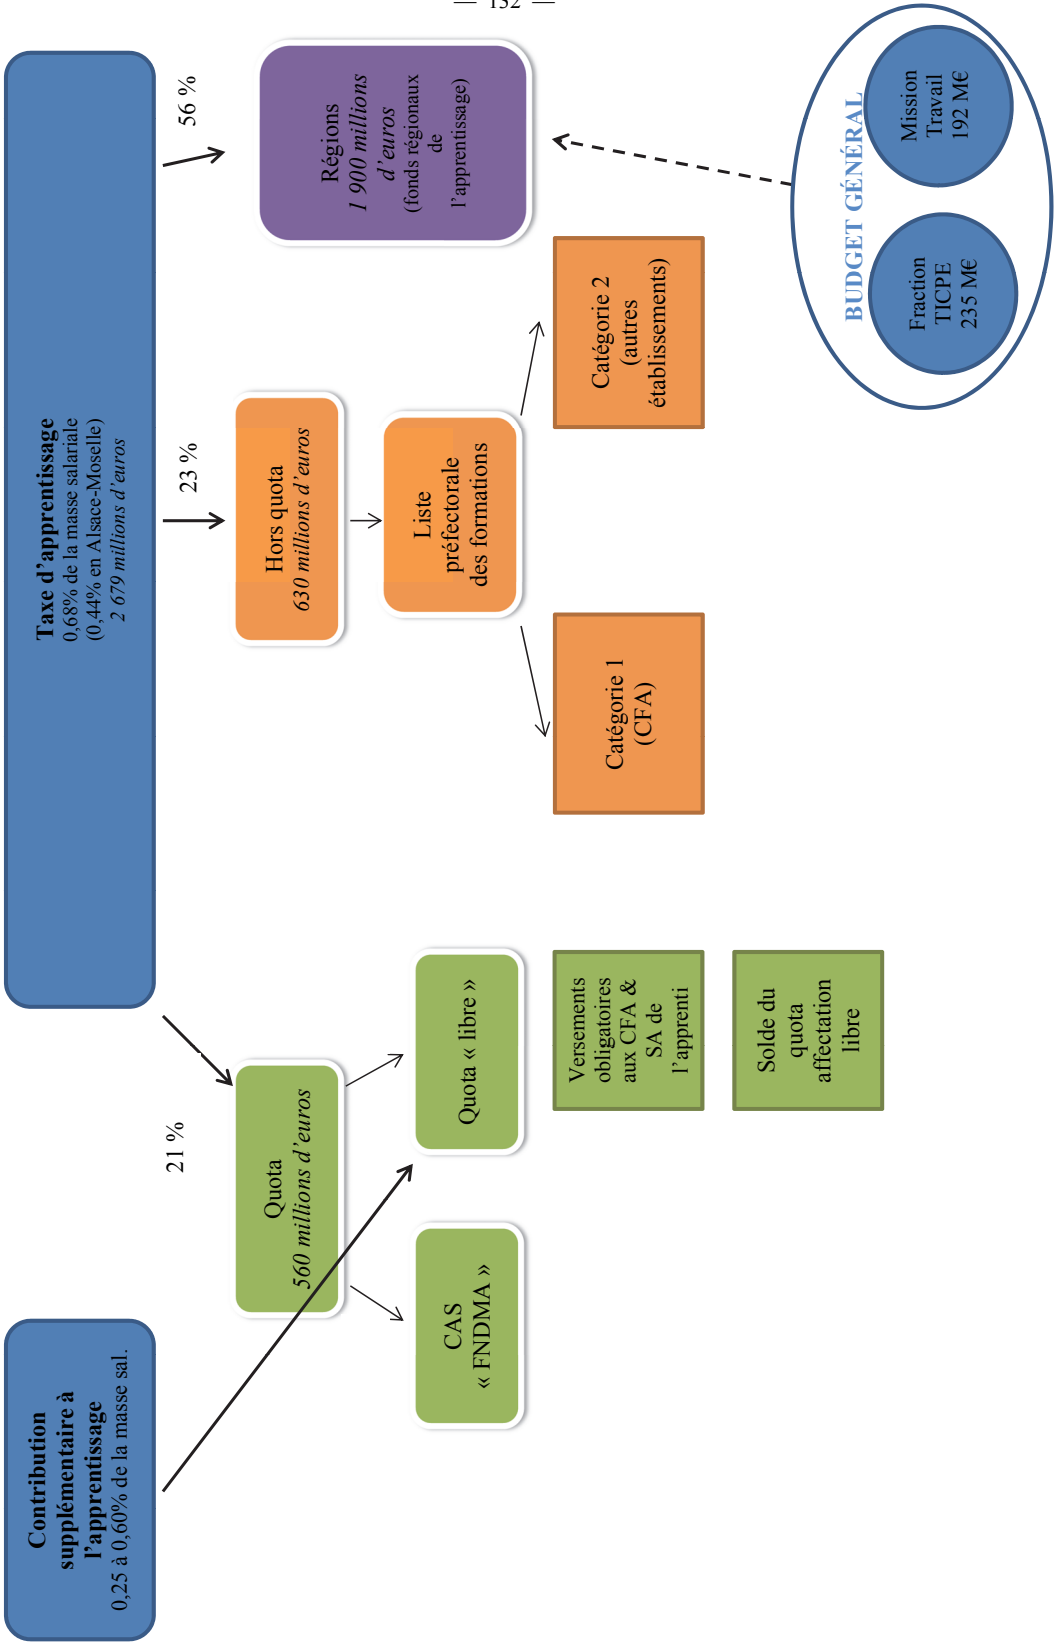 — 132 —
Contribution
supplémentaire à
l’apprentissage
0,25 à 0,60% de la masse sal.
Taxe d’apprentissage
0,68% de la masse salariale
(0,44% en Alsace-Moselle)
2 679 millions d’euros
21 %
23 %
56 %
Quota
560 millions d’euros
Hors quota
630 millions d’euros
Régions
1 900 millions
d’euros
(fonds régionaux
de
l’apprentissage)
CAS
« FNDMA »
Quota « libre »
Liste
préfectorale
des formations
Versements
obligatoires
aux CFA &
SA de
l’apprenti
Catégorie 1
(CFA)
Catégorie 2
(autres
établissements)
Solde du
quota
affectation
libre
BUDGET GÉNÉRAL
Fraction
TICPE
235 M€
Mission
Travail
192 M€